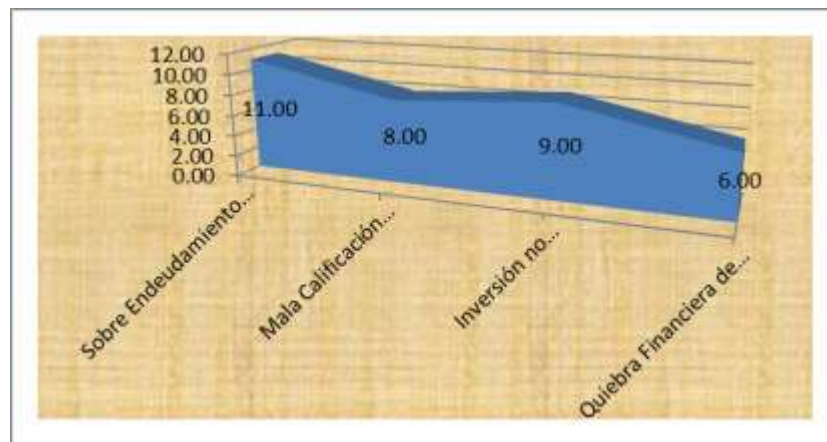 12.00
10.00
8.00
6.00
4.00
2.00
0.00
11.00
8.00
9.00
6.00
Sobre Endeudamiento...
Mala Calificación...
Inversión no...
Quiebra Financiera de...